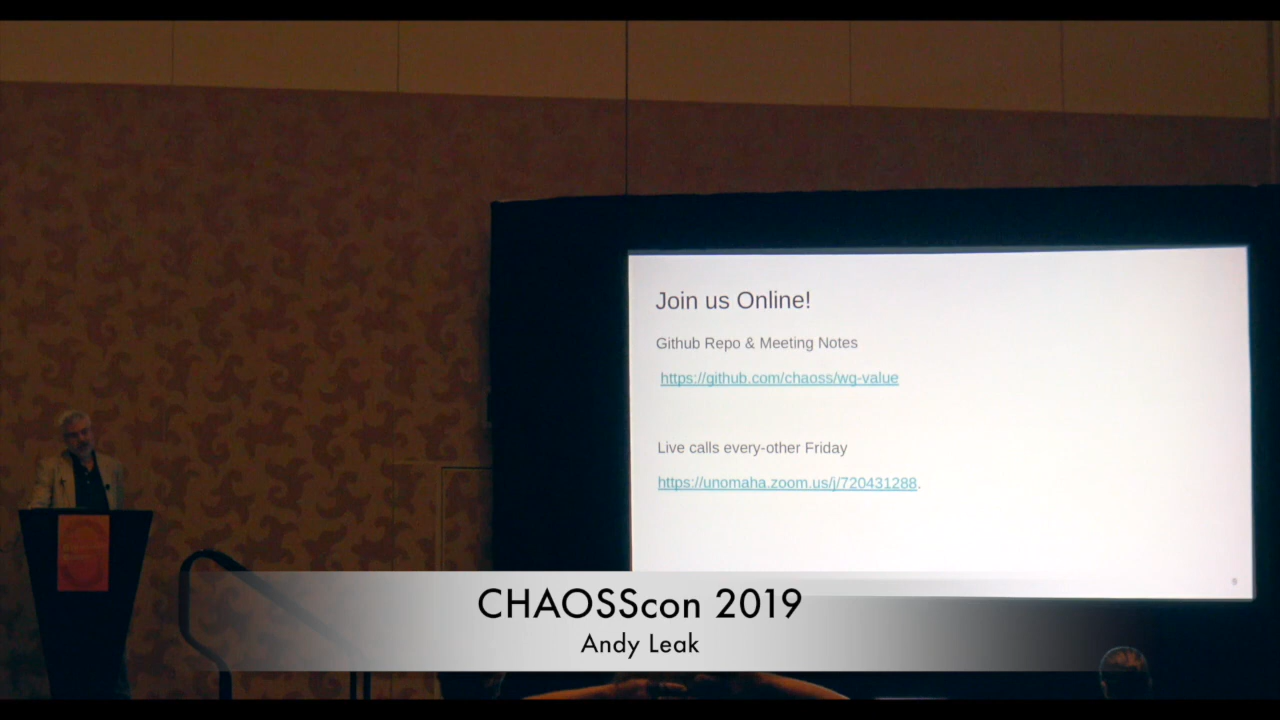 Join us Online!
Github Repo & Meeting Notes
https://github.com/chaoss/wg-value
Live calls every-other Friday
https://unomaha.zoom.us/j/720431288.
CHAOSScon 2019
Andy Leak